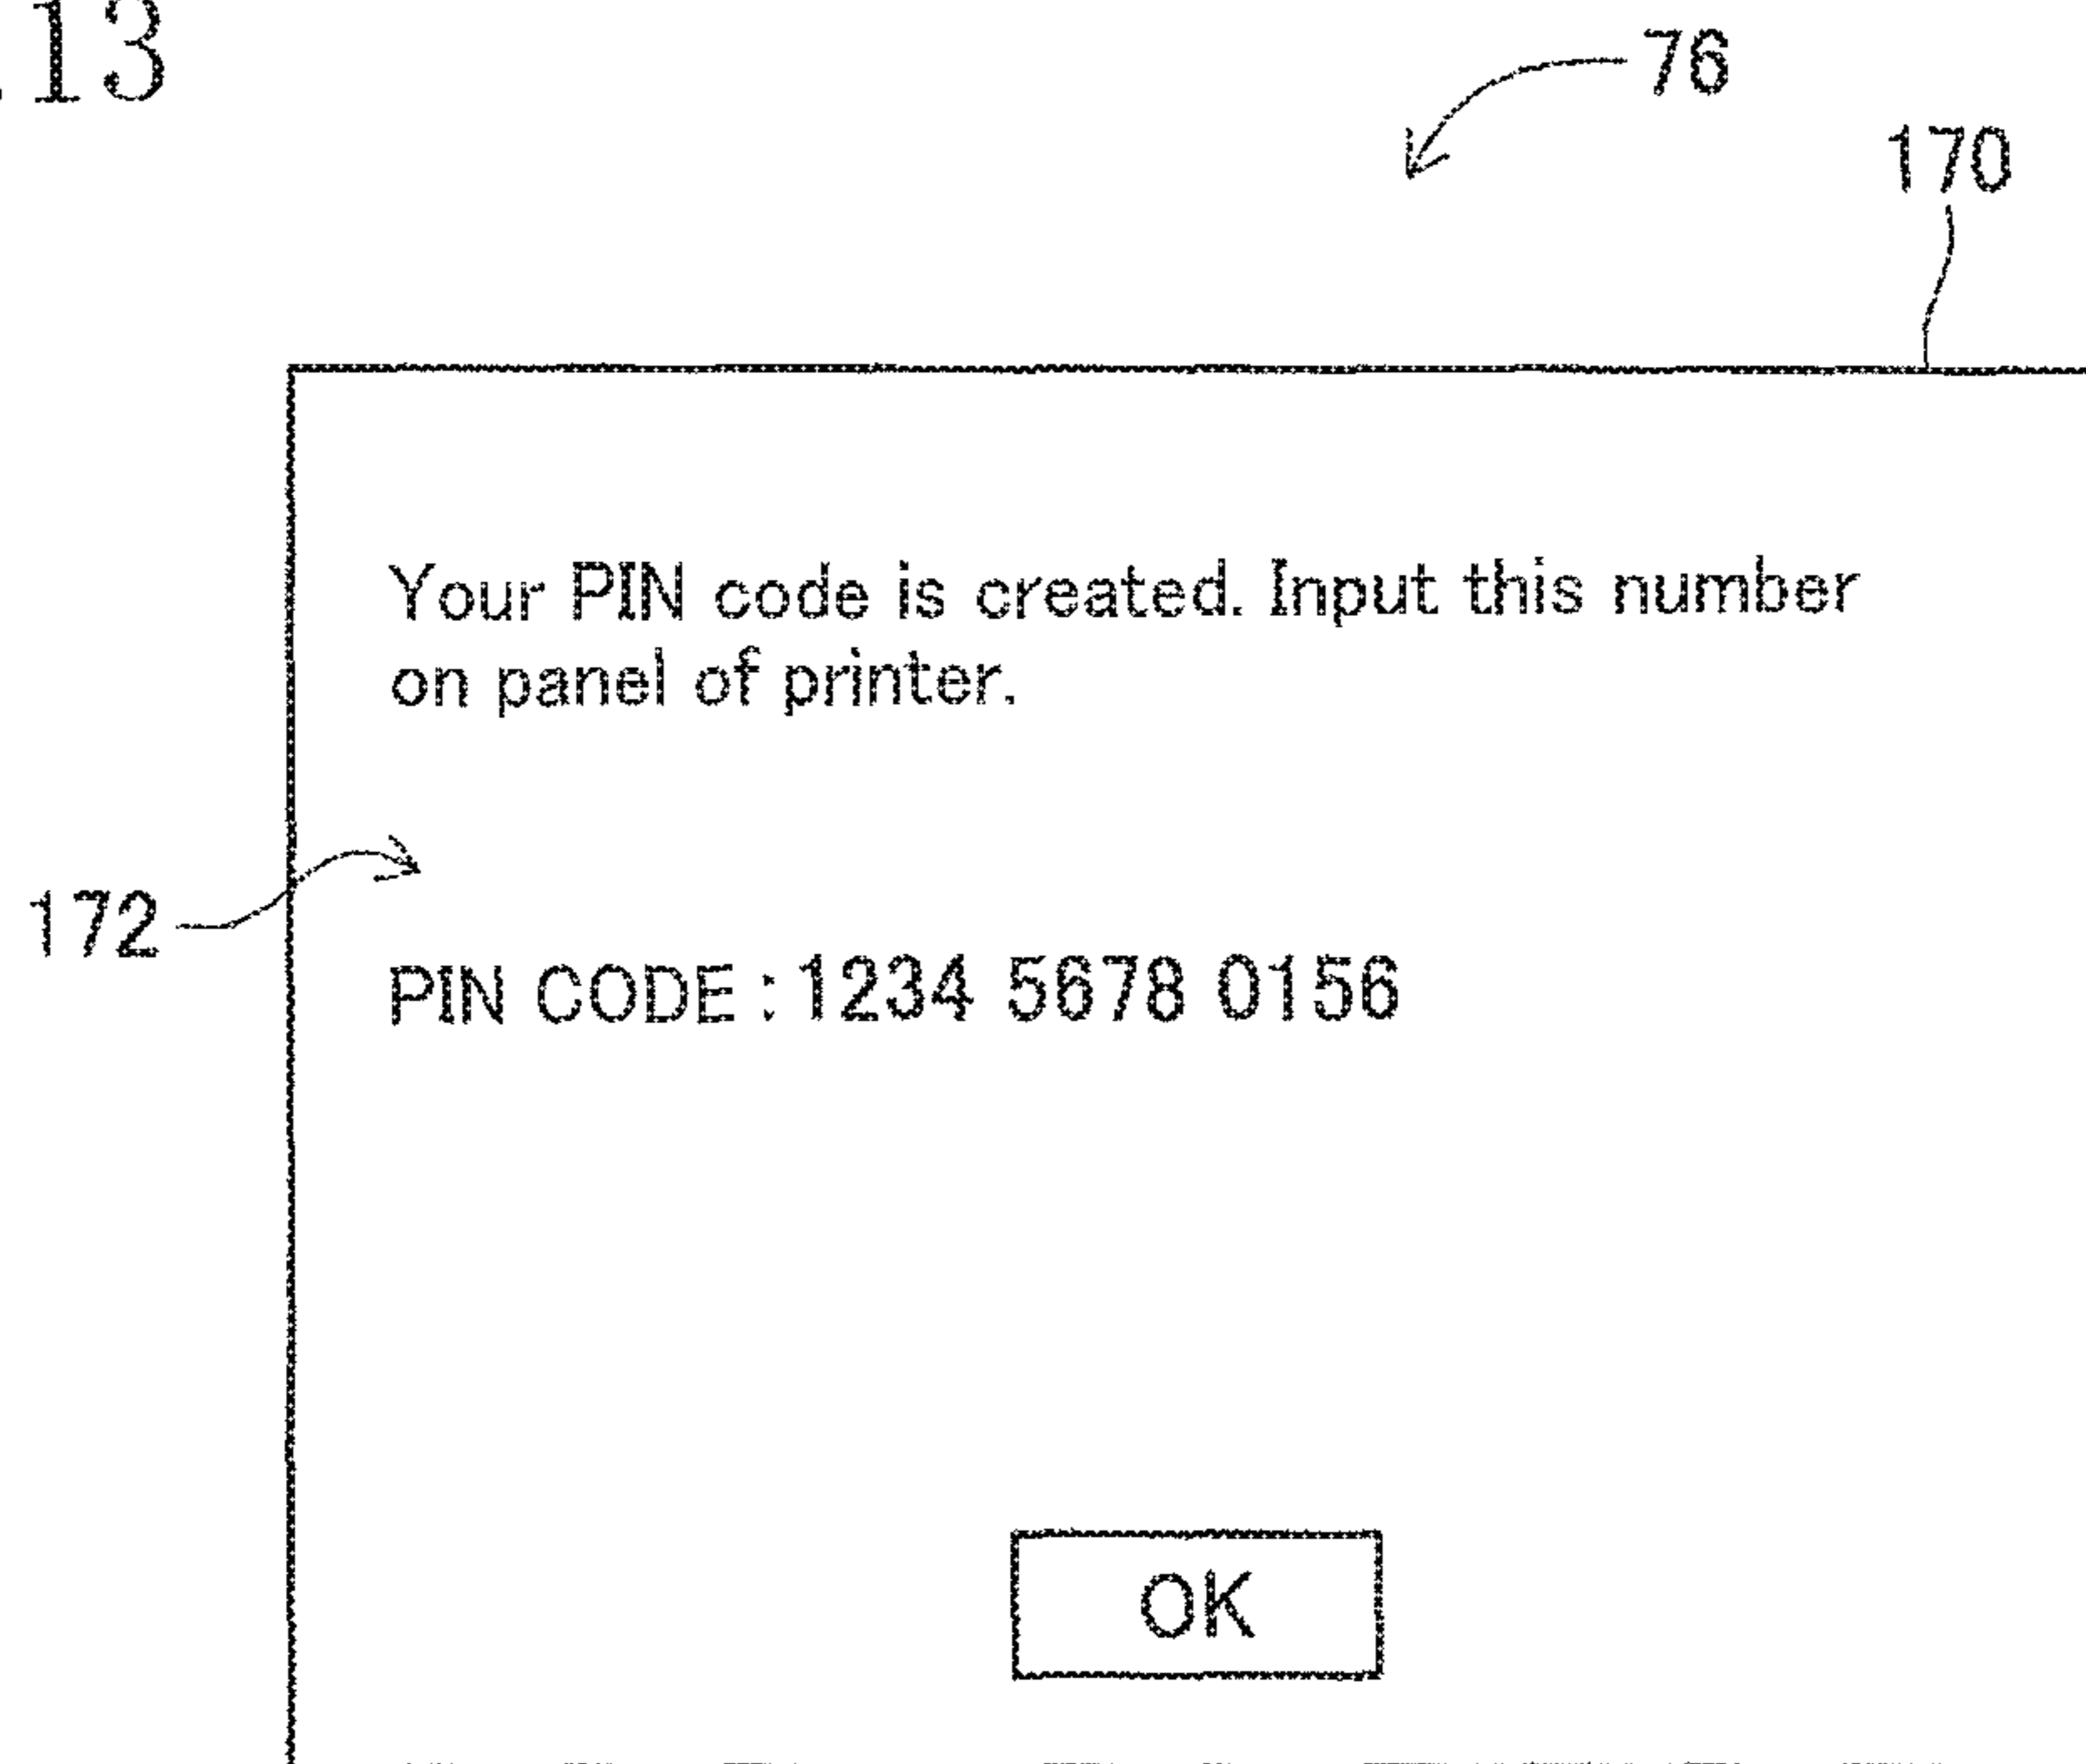 .13
76
170
Your PIN code is created. Input this number
on panel of printer.
172
PIN CODE : 1234 5678 0156
OK